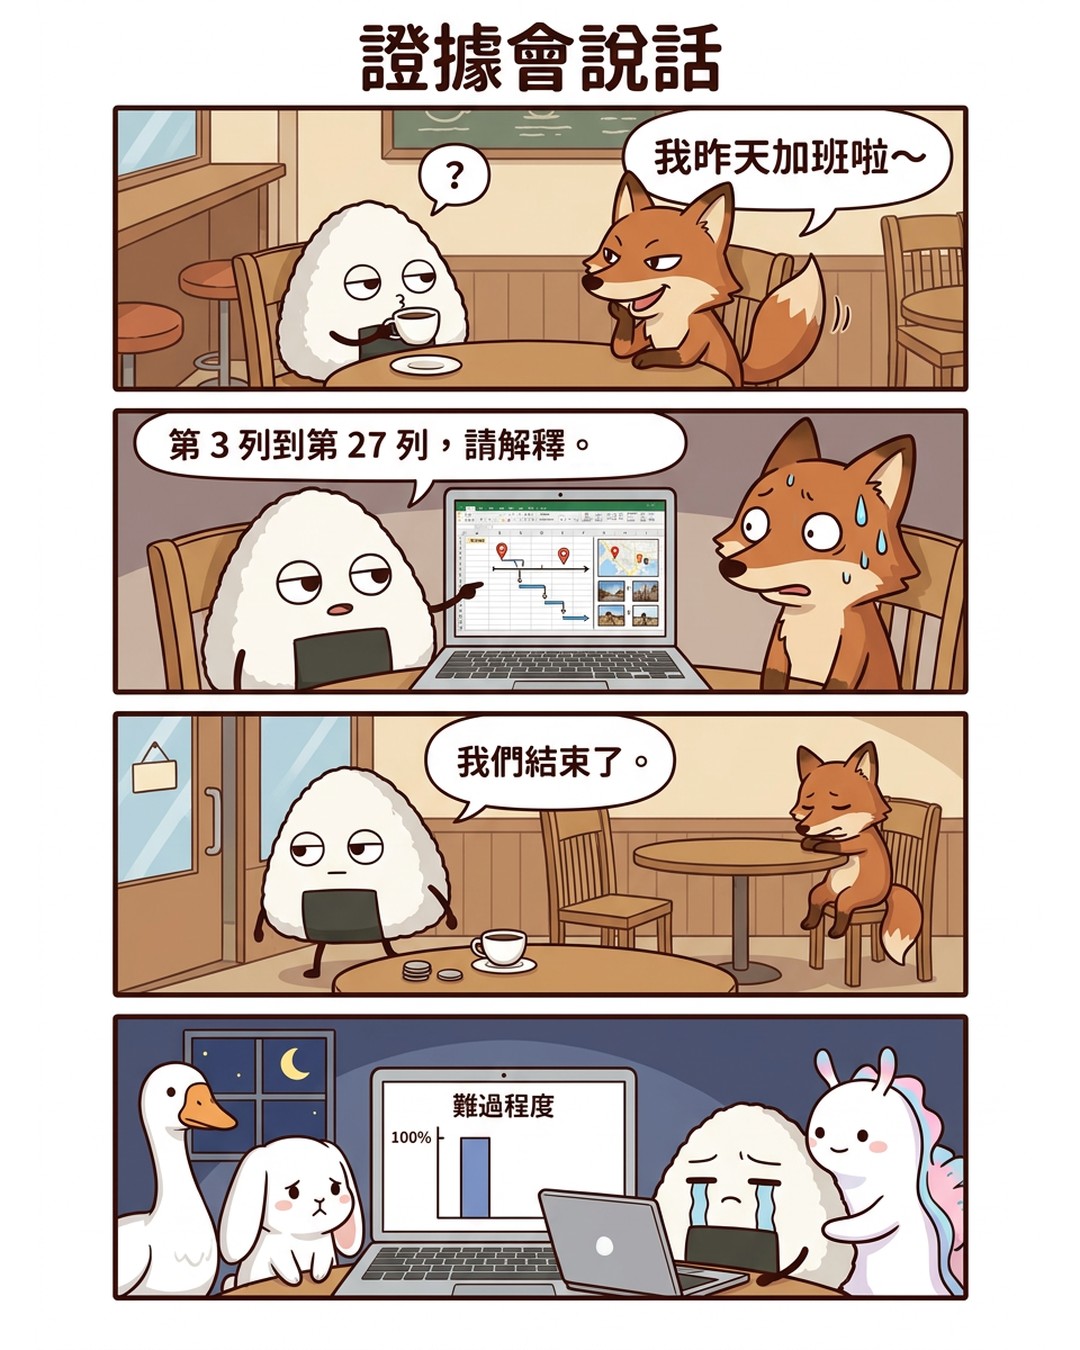 證據會說話
?
我昨天加班啦～
第 3 列到第 27 列，請解釋。
我們結束了。
難過程度
100%